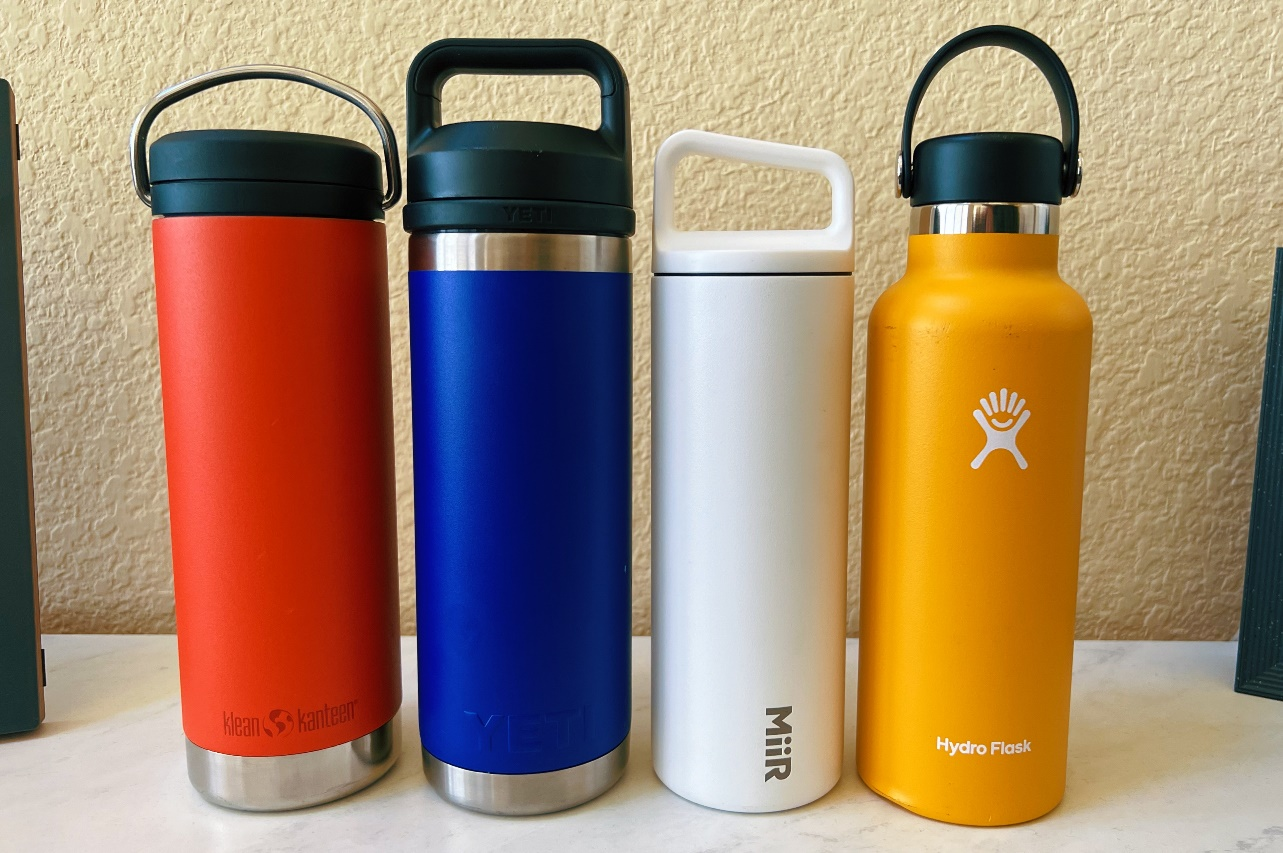 klean kanteen
YETI
YETI
MiiR
Hydro Flask